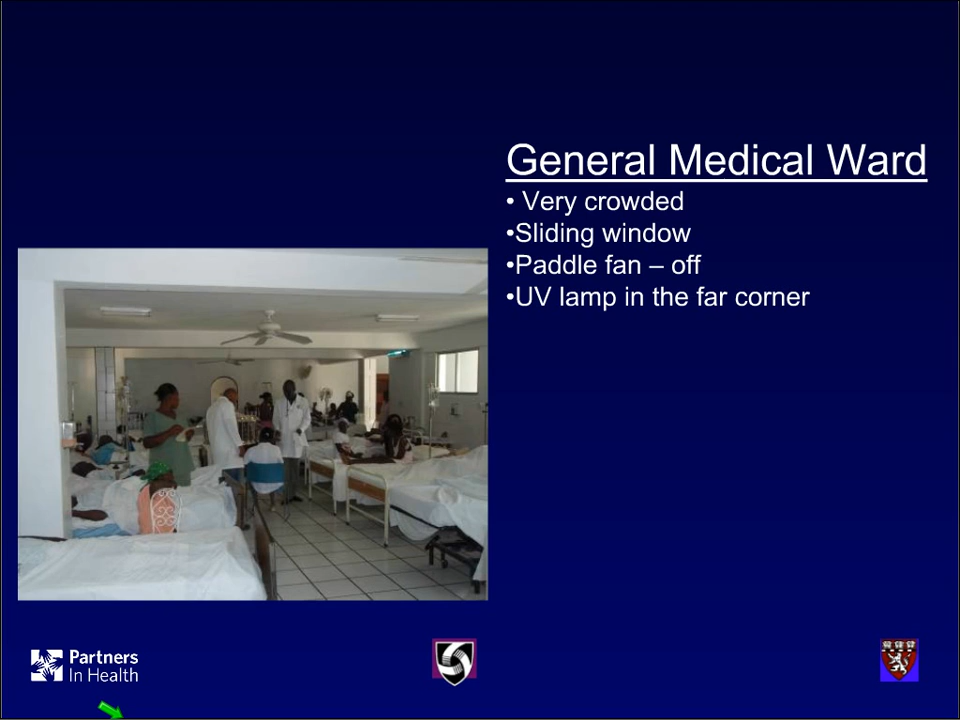 General Medical Ward
• Very crowded
•Sliding window
•Paddle fan – off
•UV lamp in the far corner
Partners
In Health